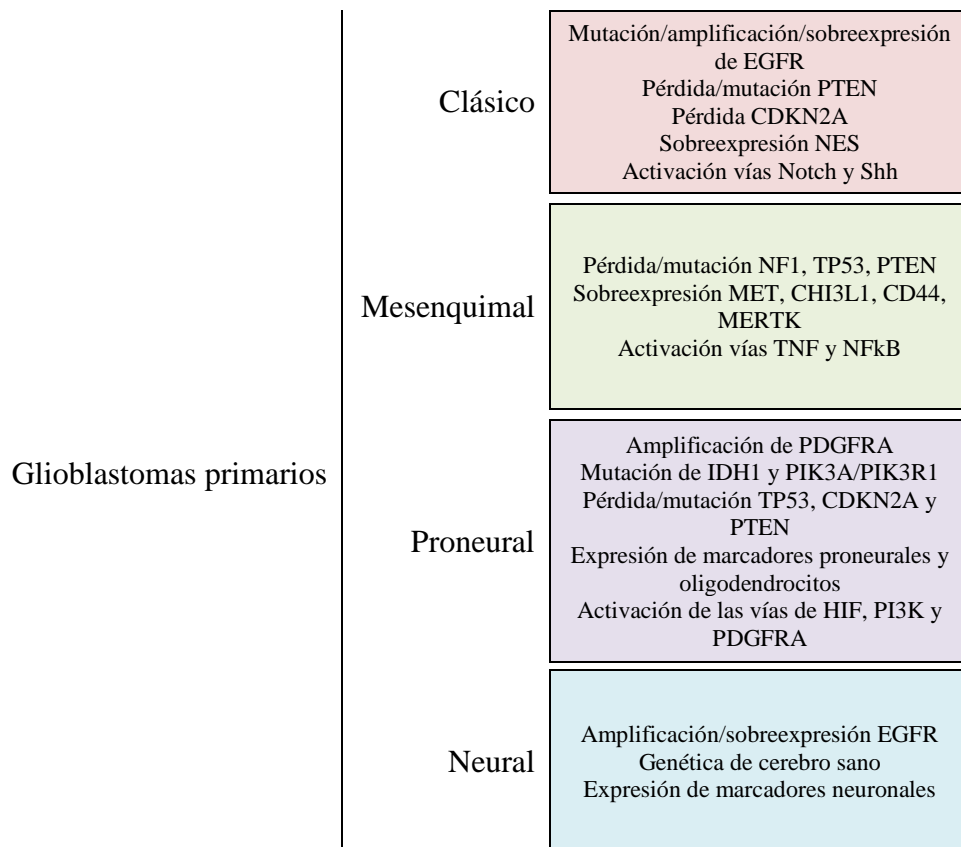 Glioblastomas primarios
Clásico
Mutación/amplificación/sobreexpresión
de EGFR
Pérdida/mutación PTEN
Pérdida CDKN2A
Sobreexpresión NES
Activación vías Notch y Shh
Mesenquimal
Pérdida/mutación NF1, TP53, PTEN
Sobreexpresión MET, CHI3L1, CD44,
MERTK
Activación vías TNF y NFkB
Proneural
Amplificación de PDGFRA
Mutación de IDH1 y PIK3A/PIK3R1
Pérdida/mutación TP53, CDKN2A y
PTEN
Expresión de marcadores proneurales y
oligodendrocitos
Activación de las vías de HIF, PI3K y
PDGFRA
Neural
Amplificación/sobreexpresión EGFR
Genética de cerebro sano
Expresión de marcadores neuronales